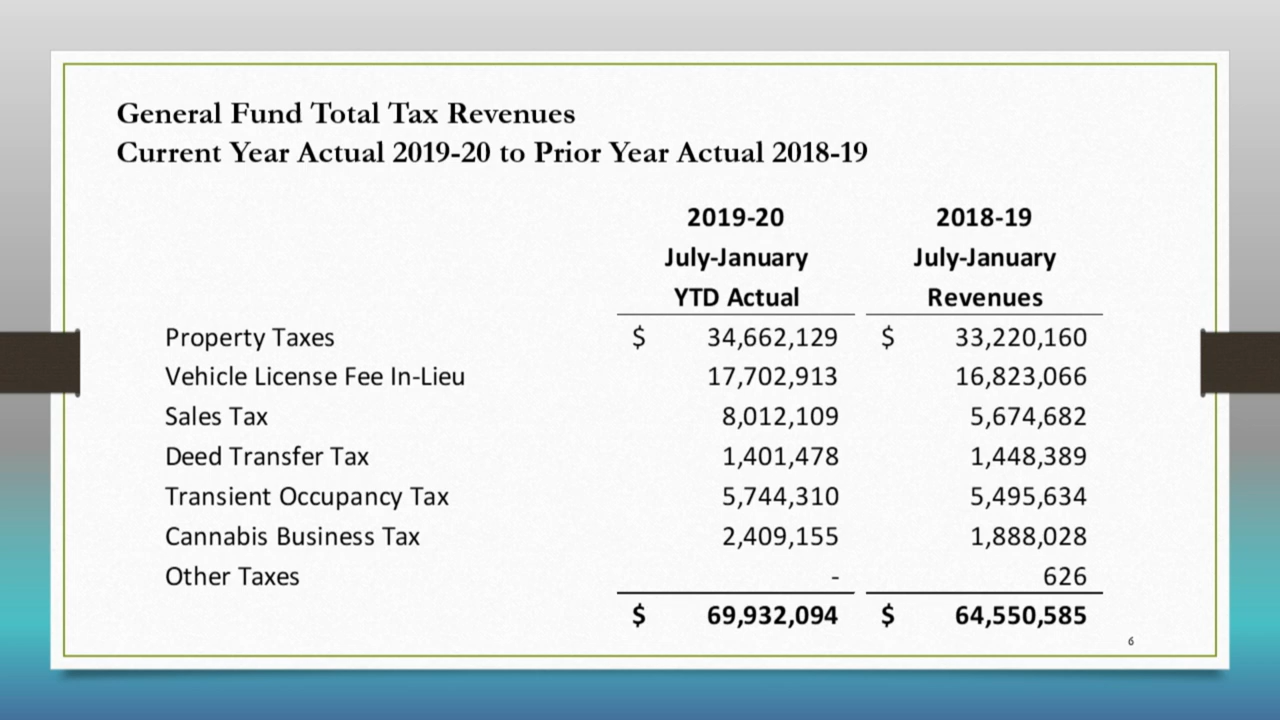 General Fund Total Tax Revenues
Current Year Actual 2019-20 to Prior Year Actual 2018-19
2019-20 2018-19
July-January July-January
YTD Actual Revenues
Property Taxes $ 34,662,129 $ 33,220,160
Vehicle License Fee In-Lieu 17,702,913 16,823,066
Sales Tax 8,012,109 5,674,682
Deed Transfer Tax 1,401,478 1,448,389
Transient Occupancy Tax 5,744,310 5,495,634
Cannabis Business Tax 2,409,155 1,888,028
Other Taxes - 626
$ 69,932,094 $ 64,550,585
6